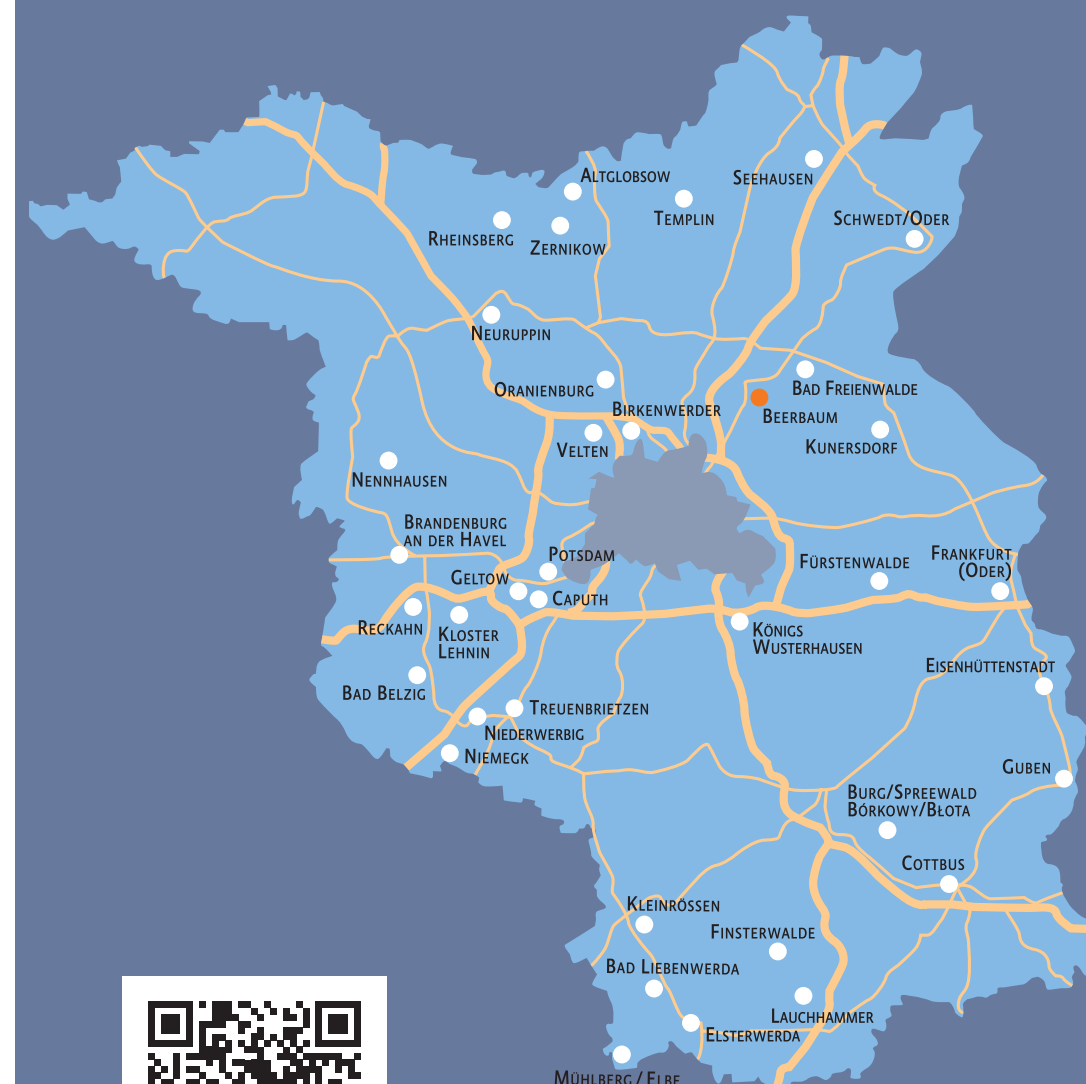 Altglobsow
Seehausen
Templin
Schwedt/Oder
Rheinsberg
Zernikow
Neuruppin
Oranienburg
Bad Freienwalde
Birkenwerder
Beerbaum
Velten
Kunersdorf
Nennhausen
Brandenburg
an der Havel
Potsdam
Fürstenwalde
Frankfurt
(Oder)
Geltow
Caputh
Reckahn
Kloster
Lehnin
Königs
Wusterhausen
Eisenhüttenstadt
Bad Belzig
Treuenbrietzen
Niederwerbig
Niemegk
Guben
Burg/Spreewald
Bórkowy/Błota
Cottbus
Kleinrössen
Finsterwalde
Bad Liebenwerda
Lauchhammer
Elsterwerda
Mühlberg / Elbe